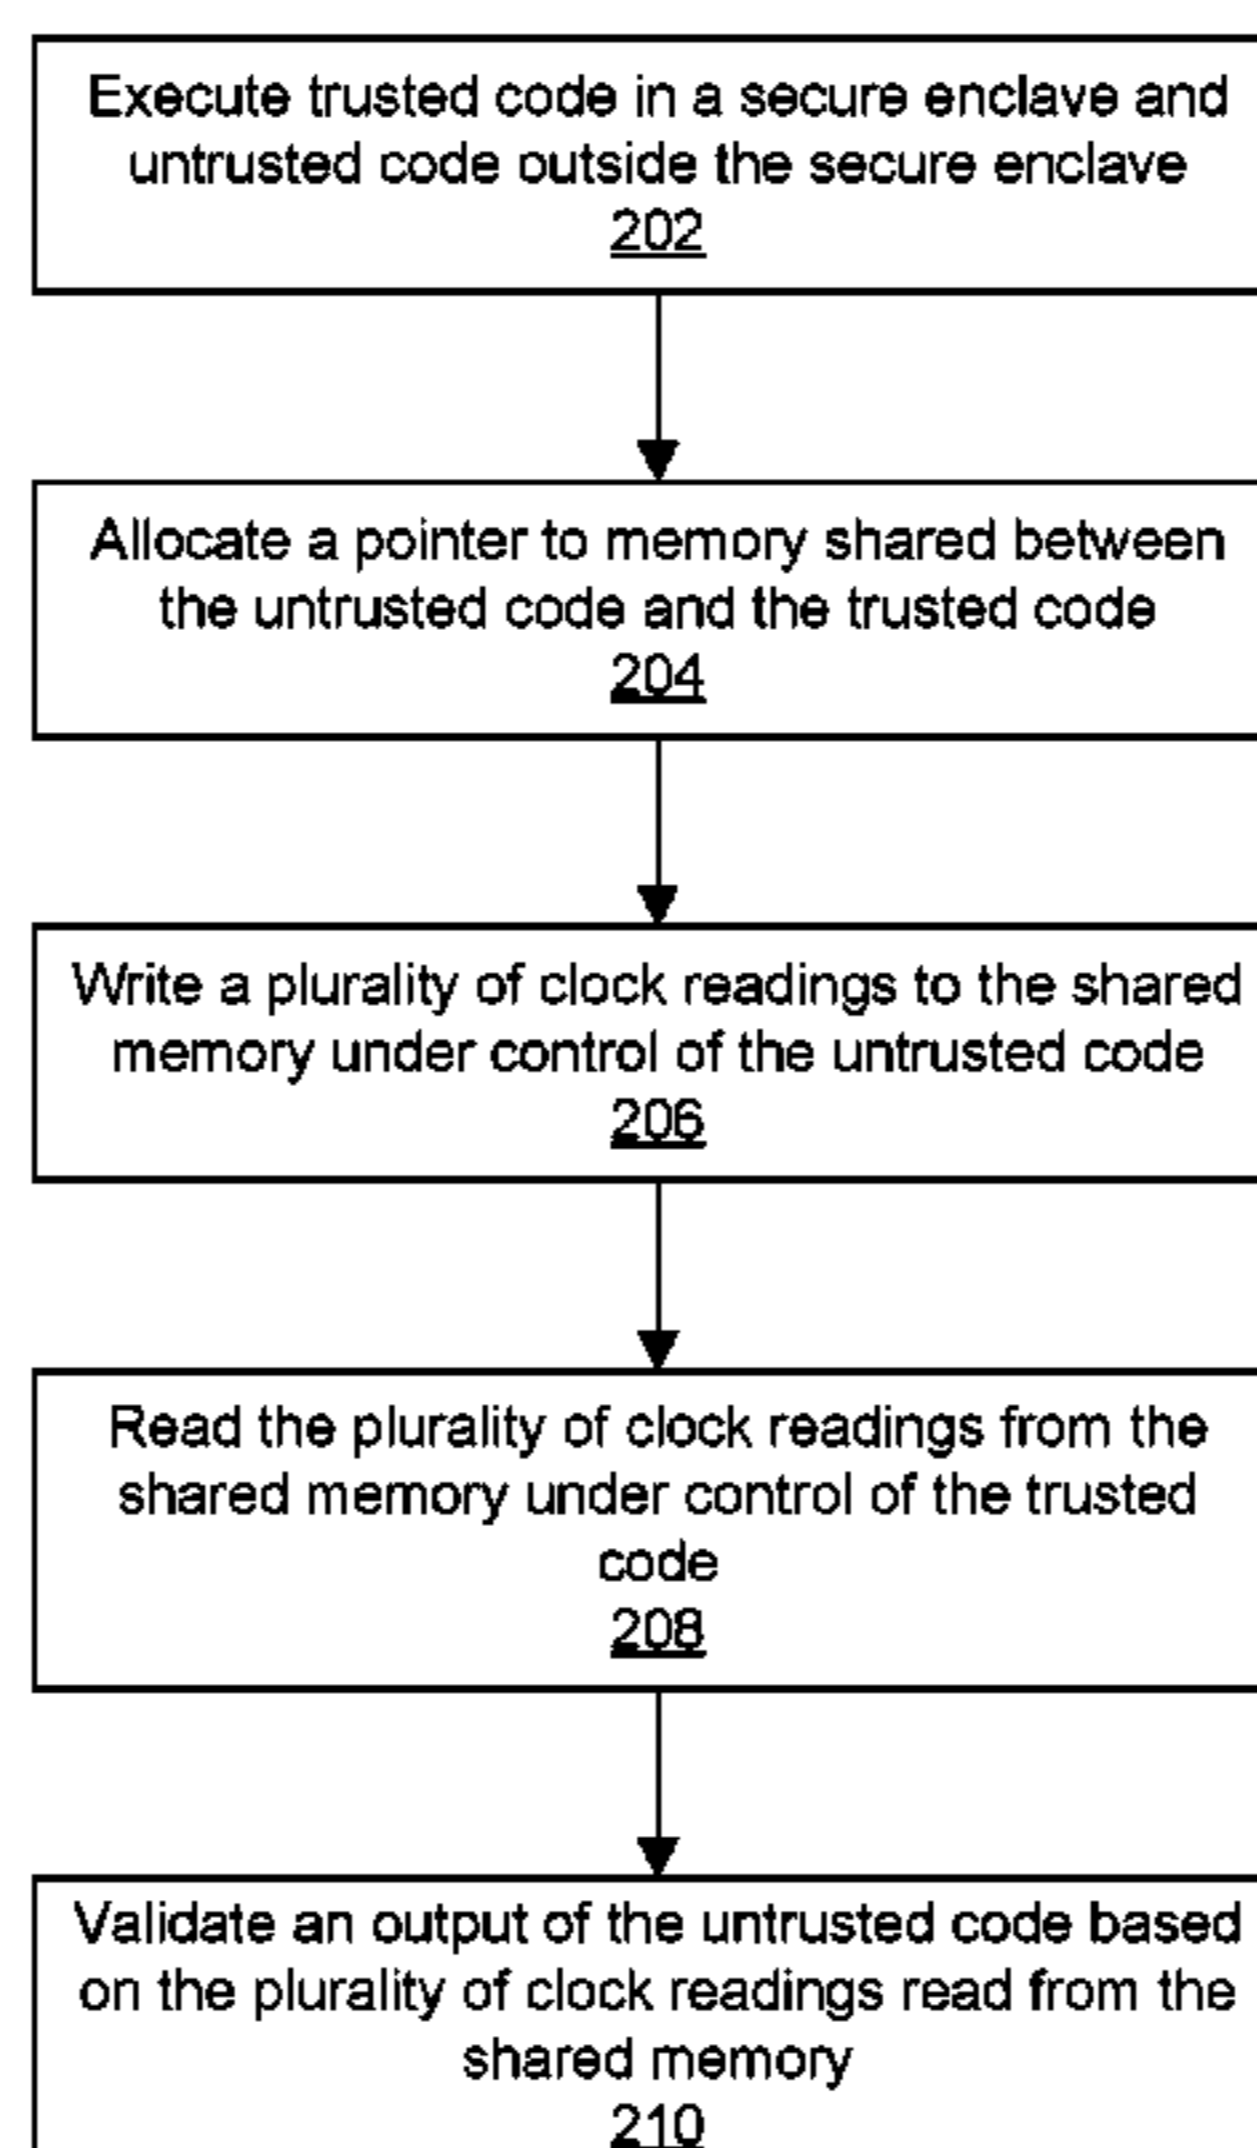 Execute trusted code in a secure enclave and
untrusted code outside the secure enclave
202
Allocate a pointer to memory shared between
the untrusted code and the trusted code
204
Write a plurality of clock readings to the shared
memory under control of the untrusted code
206
Read the plurality of clock readings from the
shared memory under control of the trusted
code
208
Validate an output of the untrusted code based
on the plurality of clock readings read from the
shared memory
210